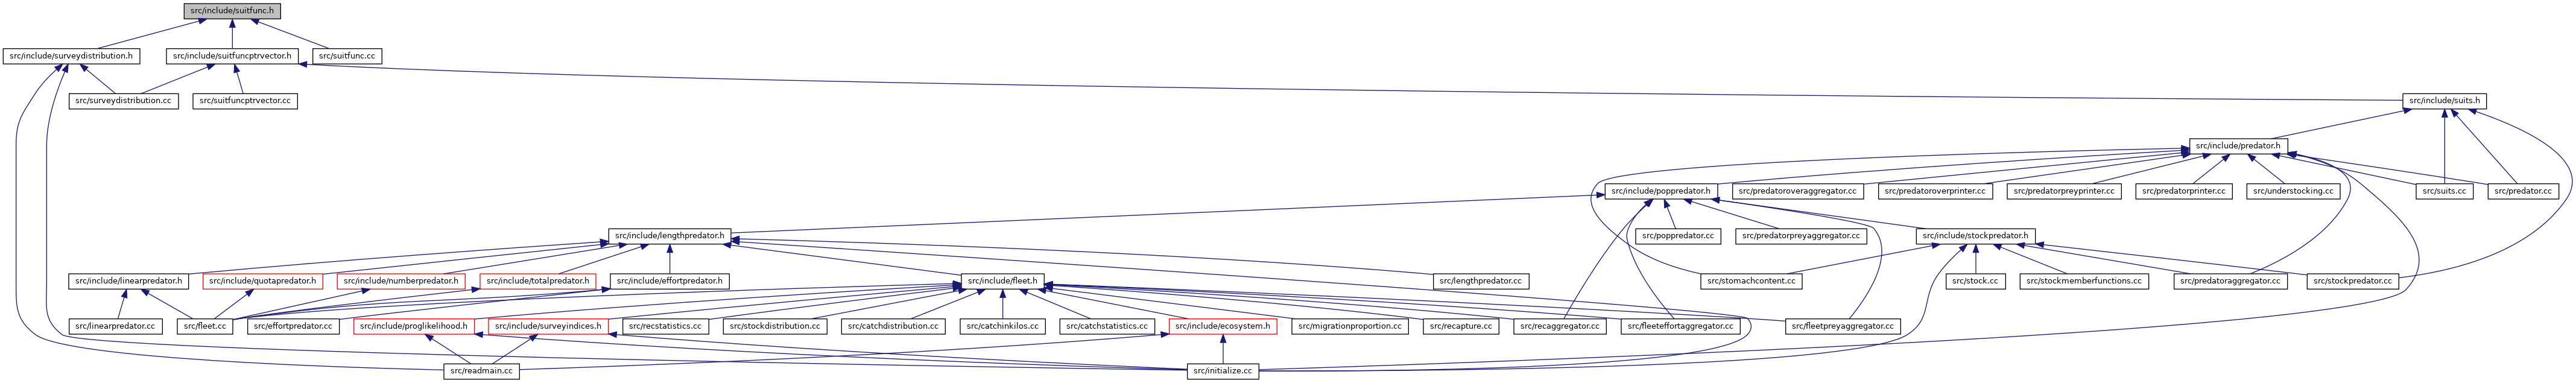 src/include/suitfunc.h
src/include/surveydistribution.h
src/include/suitfuncptrvector.h
src/suitfunc.cc
src/surveydistribution.cc
src/suitfuncptrvector.cc
src/include/suits.h
src/include/predator.h
src/include/poppredator.h
src/predatoroveraggregator.cc
src/predatoroverprinter.cc
src/predatorpreyprinter.cc
src/predatorprinter.cc
src/understocking.cc
src/suits.cc
src/predator.cc
src/include/lengthpredator.h
src/poppredator.cc
src/predatorpreyaggregator.cc
src/include/stockpredator.h
src/include/linearpredator.h
src/include/quotapredator.h
src/include/numberpredator.h
src/include/totalpredator.h
src/include/effortpredator.h
src/include/fleet.h
src/lengthpredator.cc
src/stomachcontent.cc
src/stock.cc
src/stockmemberfunctions.cc
src/predatoraggregator.cc
src/stockpredator.cc
src/linearpredator.cc
src/fleet.cc
src/effortpredator.cc
src/include/proglikelihood.h
src/include/surveyindices.h
src/recstatistics.cc
src/stockdistribution.cc
src/catchdistribution.cc
src/catchinkilos.cc
src/catchstatistics.cc
src/include/ecosystem.h
src/migrationproportion.cc
src/recapture.cc
src/recaggregator.cc
src/fleeteffortaggregator.cc
src/fleetpreyaggregator.cc
src/readmain.cc
src/initialize.cc